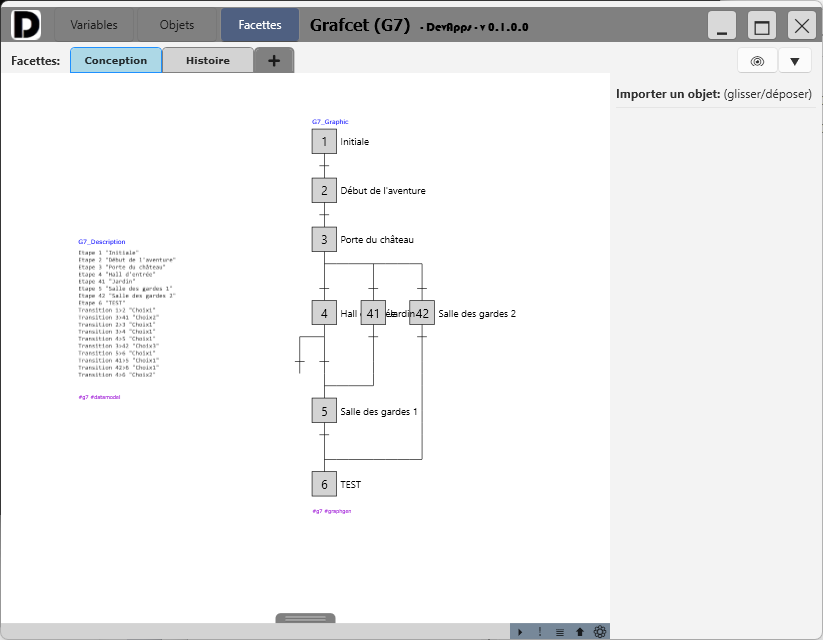 D
Variables
Objets
Facettes
Grafcet (G7) - DevApps - v 0.1.0.0
Facettes:
Conception
Histoire
+
Importer un objet: (glisser/déposer)
G7_Graphic
1 Initiale
2 Début de l'aventure
3 Porte du château
G7_Description
Etape 1 "Initiale"
Etape 2 "Début de l'aventure"
Etape 3 "Porte du château"
Etape 4 "Hall d'entrée"
Etape 41 "Jardin"
Etape 5 "Salle des gardes 1"
Etape 42 "Salle des gardes 2"
Etape 6 "TEST"
Transition 1>2 "Choix1"
Transition 3>41 "Choix2"
Transition 2>3 "Choix1"
Transition 3>4 "Choix1"
Transition 4>5 "Choix1"
Transition 3>42 "Choix3"
Transition 5>6 "Choix1"
Transition 41>5 "Choix1"
Transition 42>6 "Choix1"
Transition 4>6 "Choix2"
#g7 #datamodel
4 Hall 41 Jardin 42 Salle des gardes 2
5 Salle des gardes 1
6 TEST
#g7 #graphgen